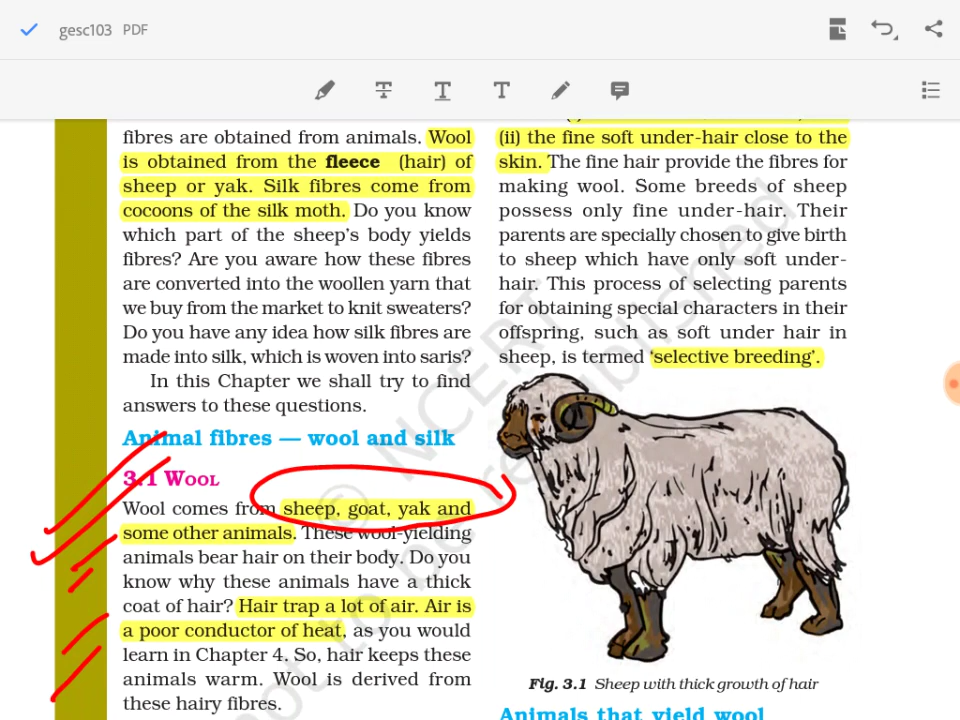 gesc103 PDF
fibres are obtained from animals. Wool
is obtained from the fleece (hair) of
sheep or yak. Silk fibres come from
cocoons of the silk moth. Do you know
which part of the sheep's body yields
fibres? Are you aware how these fibres
are converted into the woollen yarn that
we buy from the market to knit sweaters?
Do you have any idea how silk fibres are
made into silk, which is woven into saris?
In this Chapter we shall try to find
answers to these questions.
Animal fibres — wool and silk
3.1 WOOL
Wool comes from sheep, goat, yak and
some other animals. These wool-yielding
animals bear hair on their body. Do you
know why these animals have a thick
coat of hair? Hair trap a lot of air. Air is
a poor conductor of heat, as you would
learn in Chapter 4. So, hair keeps these
animals warm. Wool is derived from
these hairy fibres.
(ii) the fine soft under-hair close to the
skin. The fine hair provide the fibres for
making wool. Some breeds of sheep
possess only fine under-hair. Their
parents are specially chosen to give birth
to sheep which have only soft under-
hair. This process of selecting parents
for obtaining special characters in their
offspring, such as soft under hair in
sheep, is termed 'selective breeding'.
Fig. 3.1 Sheep with thick growth of hair
Animals that yield wool
© NCERT
not to be republished